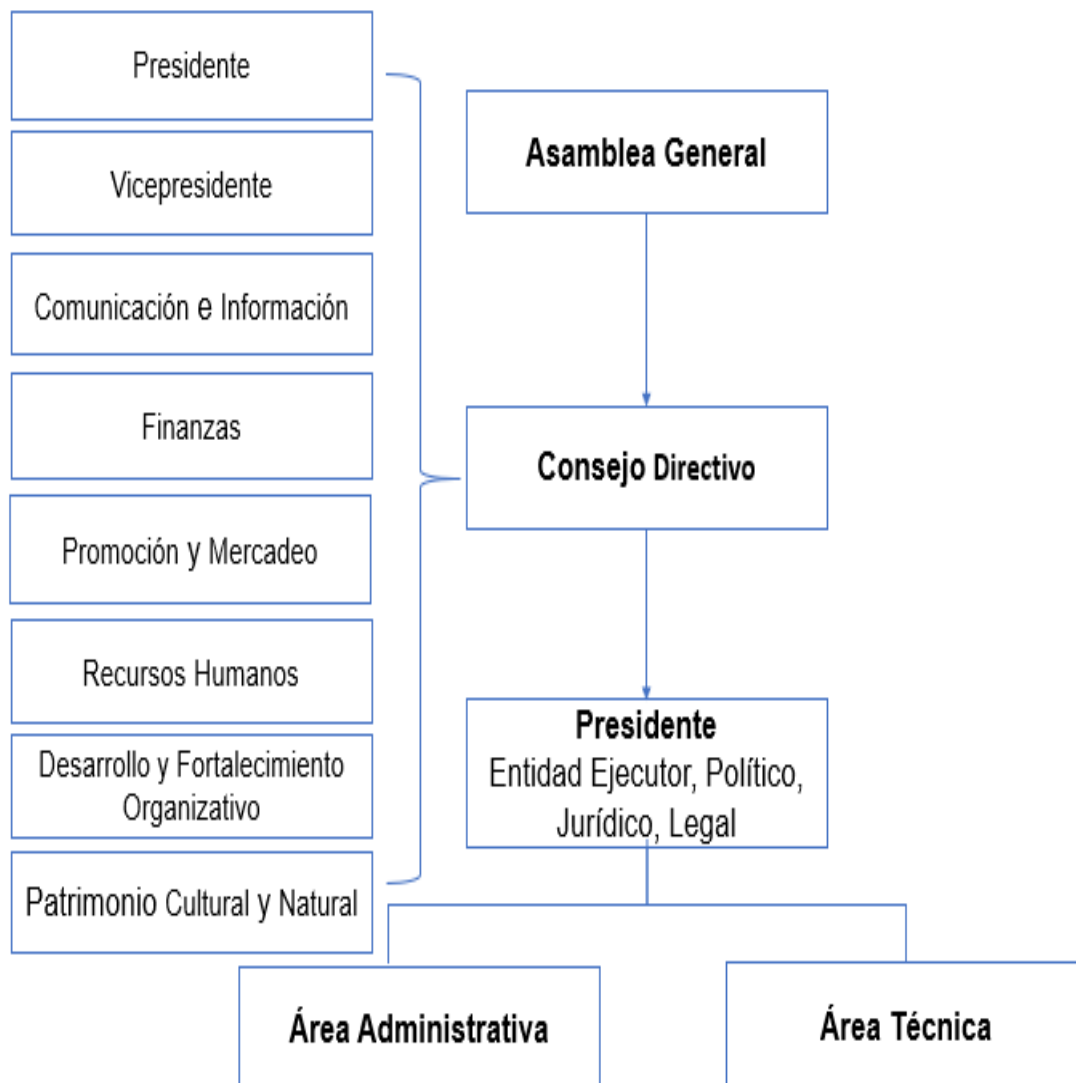 Presidente
Vicepresidente
Comunicación e Información
Finanzas
Promoción y Mercadeo
Recursos Humanos
Desarrollo y Fortalecimiento
Organizativo
Patrimonio Cultural y Natural
Asamblea General
Consejo Directivo
Presidente
Entidad Ejecutor, Político,
Jurídico, Legal
Área Administrativa
Área Técnica